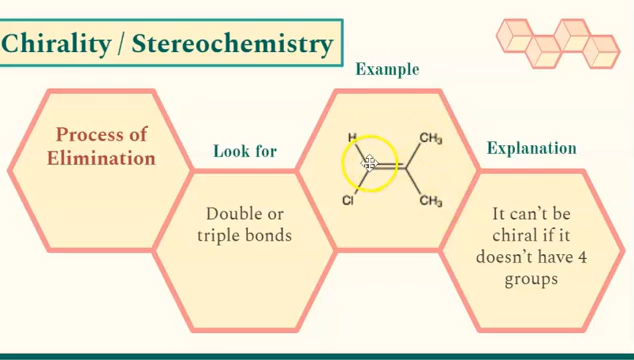 Chirality / Stereochemistry
Example
Process of
Elimination
Look for
Explanation
H
CH₃
Cl
CH₃
Double or
triple bonds
It can't be
chiral if it
doesn't have 4
groups